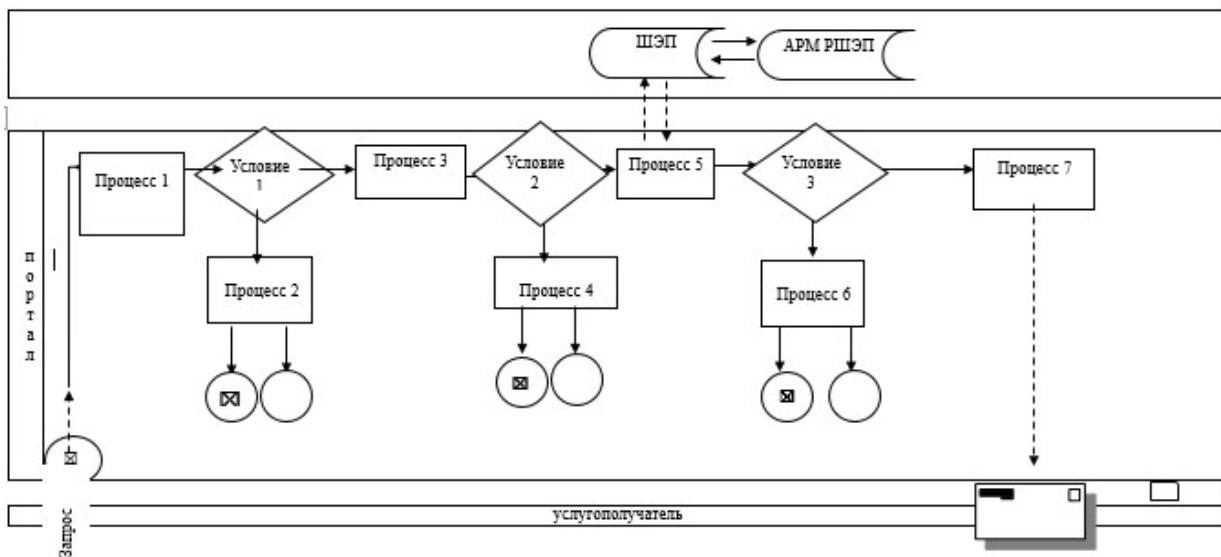 ШЭП
АРМ РШЭП
Процесс 1
Условие
1
Процесс 3
Условие
2
Процесс 5
Условие
3
Процесс 7
портал
Процесс 2
Процесс 4
Процесс 6
Запрос
услугополучатель